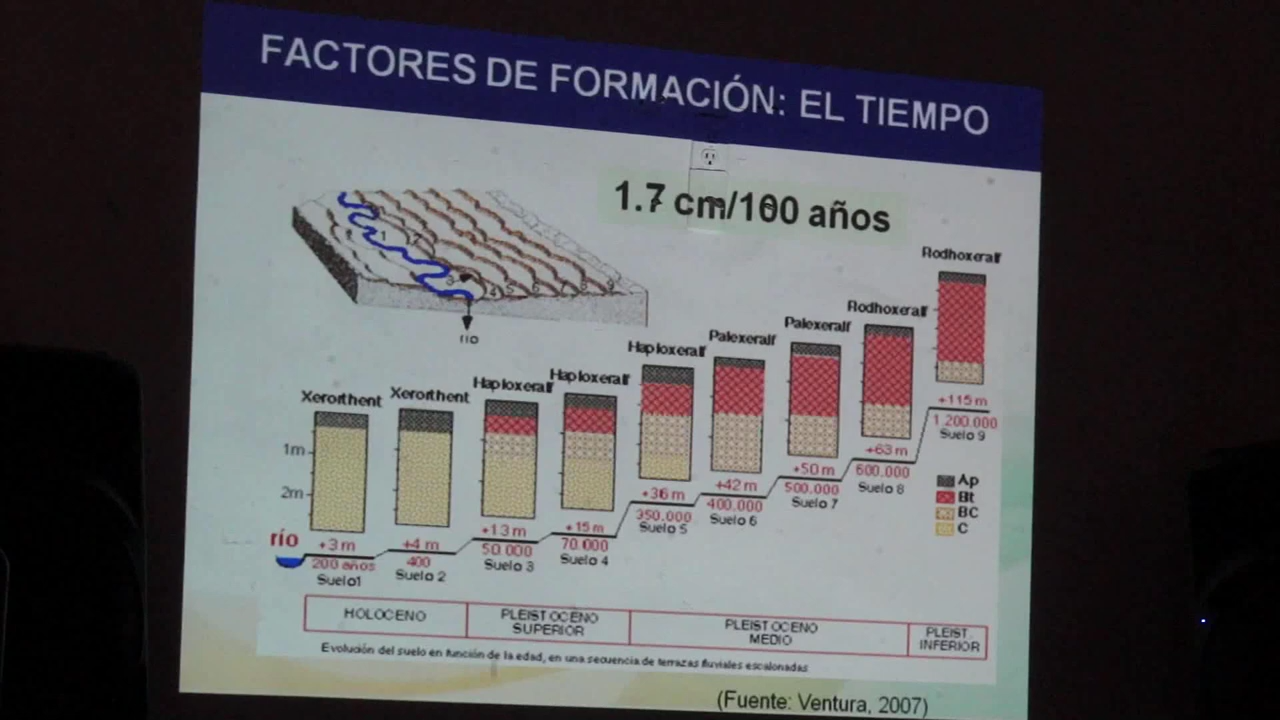 FACTORES DE FORMACIÓN: EL TIEMPO
1.7 cm/100 años
río
Xerorthent
Xerorthent
Haploxeralf
Haploxeralf
Haploxeralf
Palexeralf
Palexeralf
Rodhoxeralf
Rodhoxeralf
1m
2m
río
+3 m
200 años
Suelo1
+4 m
400
Suelo 2
+13 m
50.000
Suelo 3
+15 m
70.000
Suelo 4
+36 m
350.000
Suelo 5
+42 m
400.000
Suelo 6
+50 m
500.000
Suelo 7
+63 m
600.000
Suelo 8
+115 m
1.200.000
Suelo 9
Ap
Bt
BC
C
HOLOCENO
PLEISTOCENO
SUPERIOR
PLEISTOCENO
MEDIO
PLEIST.
INFERIOR
Evolución del suelo en función de la edad, en una secuencia de terrazas fluviales escalonadas
(Fuente: Ventura, 2007)